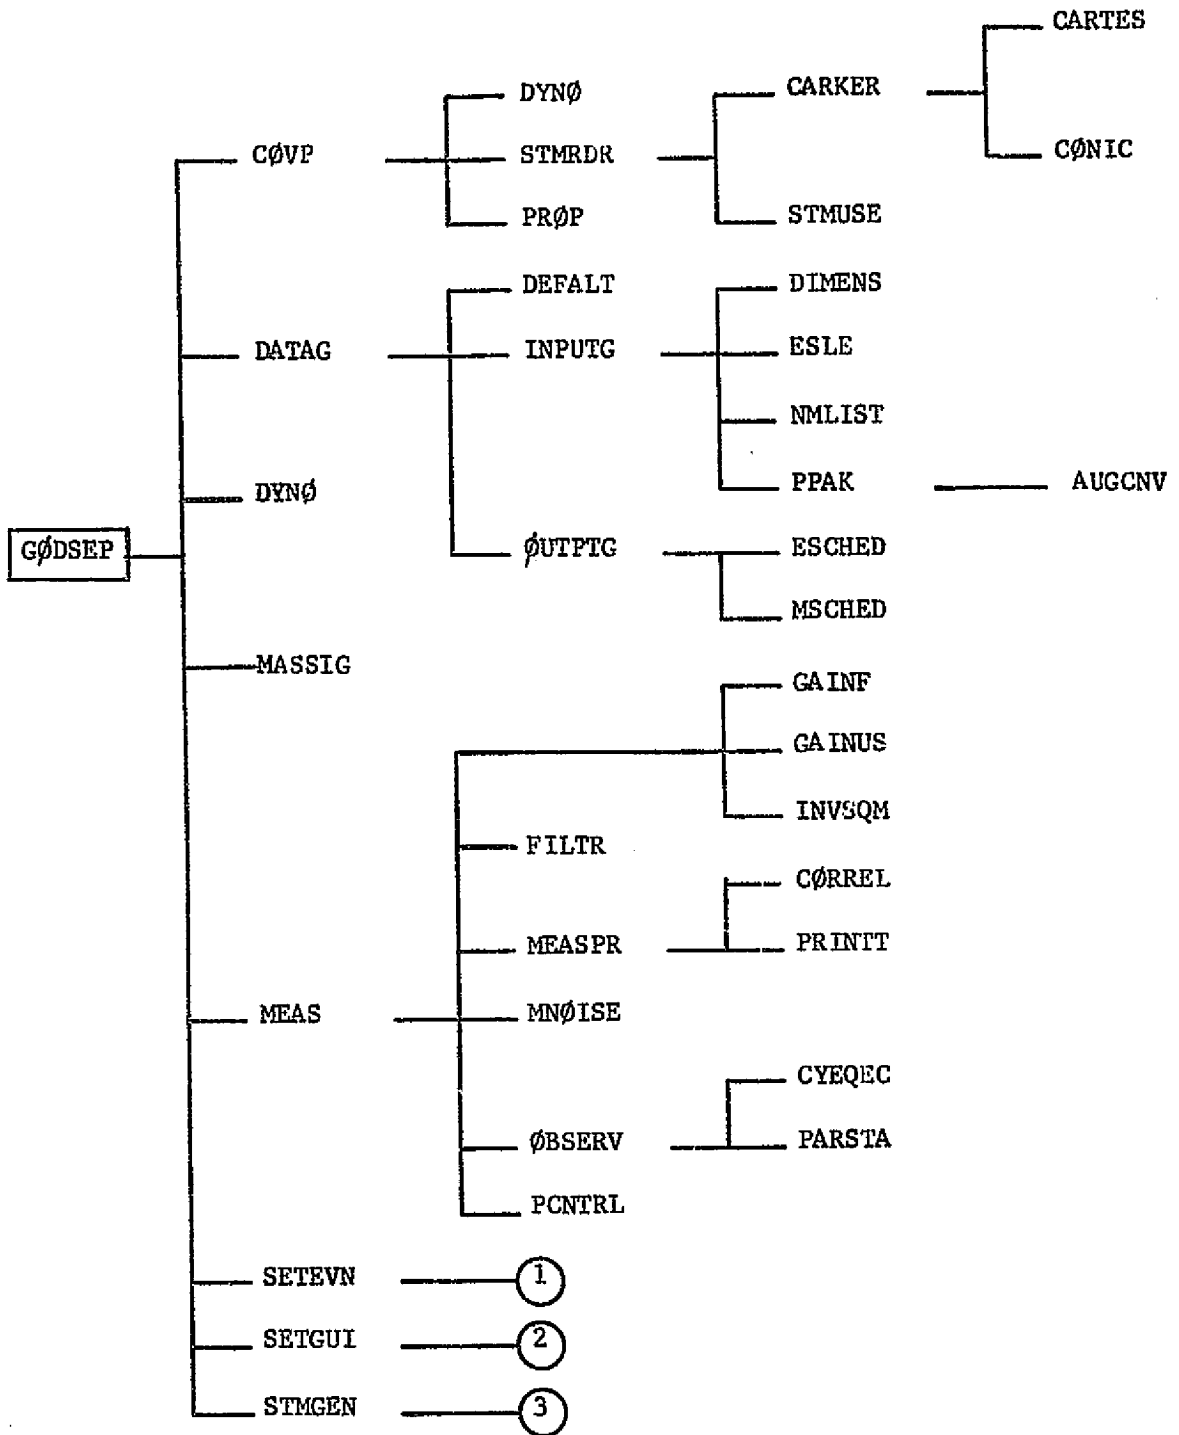 CARTES
DYNØ
CARKER
CØVP
STMRDR
CØNIC
PRØP
STMUSE
DEFALT
DIMENS
DATAG
INPUTG
ESLE
NMLIST
DYNØ
PPAK
AUGCNV
GØDSEP
ØUTPTG
ESCHED
MSCHED
MASSIG
GAINF
GAINUS
INVSQM
FILTR
CØRREL
MEASPR
PRINTT
MEAS
MNØISE
CYEQEC
ØBSERV
PARSTA
PCNTRL
SETEVN 1
SETGUI 2
STMGEN 3